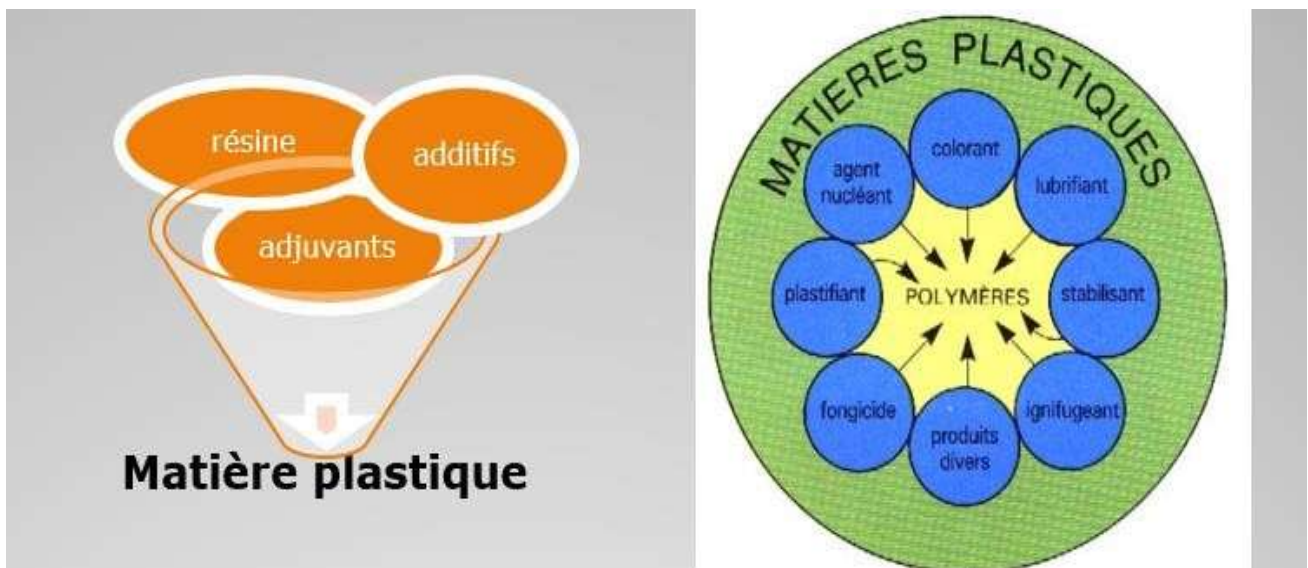 résine
additifs
adjuvants
Matière plastique
MATIERES PLASTIQUES
colorant
agent
nucléant
lubrifiant
plastifiant
POLYMÈRES
stabilisant
fongicide
ignifugeant
produits
divers